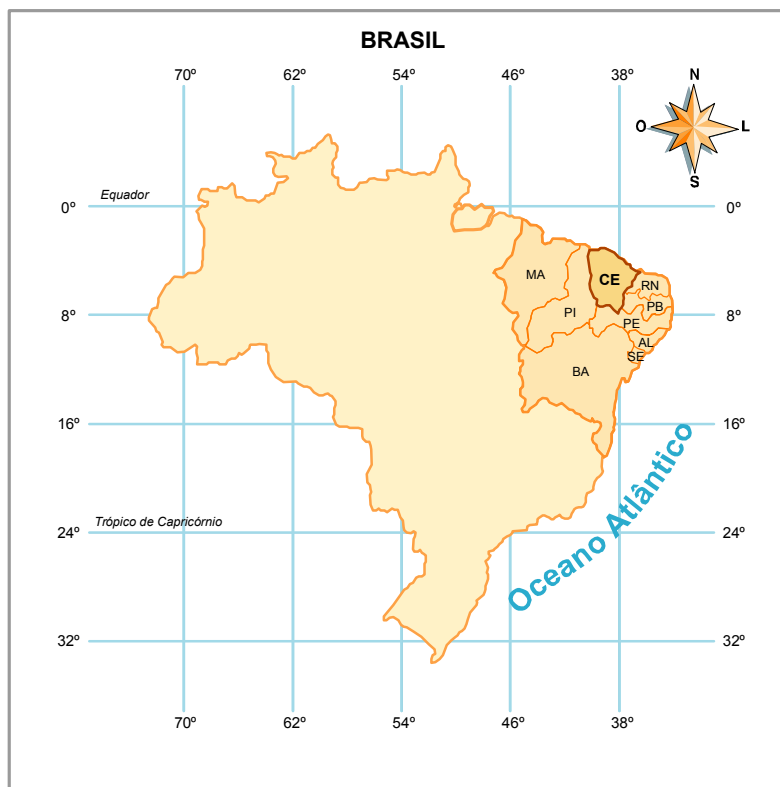 BRASIL
70º 62º 54º 46º 38º
N
O L
S
Equador
0º 0º
MA CE
RN
PI PB
8º 8º
PE
AL
SE
BA
16º 16º
Oceano Atlântico
Trópico de Capricórnio
24º 24º
32º 32º
70º 62º 54º 46º 38º